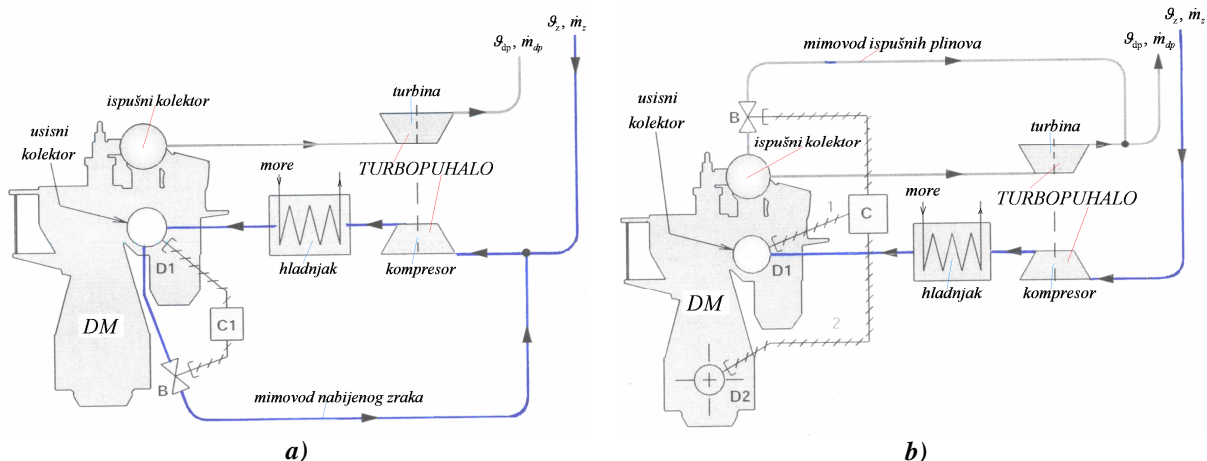 ϑz, ṁz
ϑdp, ṁdp
ispušni kolektor
turbina
usisni
kolektor
more
TURBOPUHALO
D1
hladnjak
kompresor
DM
C1
B
mimovod nabijenog zraka
a)
ϑz, ṁz
ϑdp, ṁdp
mimovod ispušnih plinova
B
usisni
kolektor
ispušni kolektor
turbina
more
TURBOPUHALO
1
C
D1
hladnjak
kompresor
DM
2
D2
b)